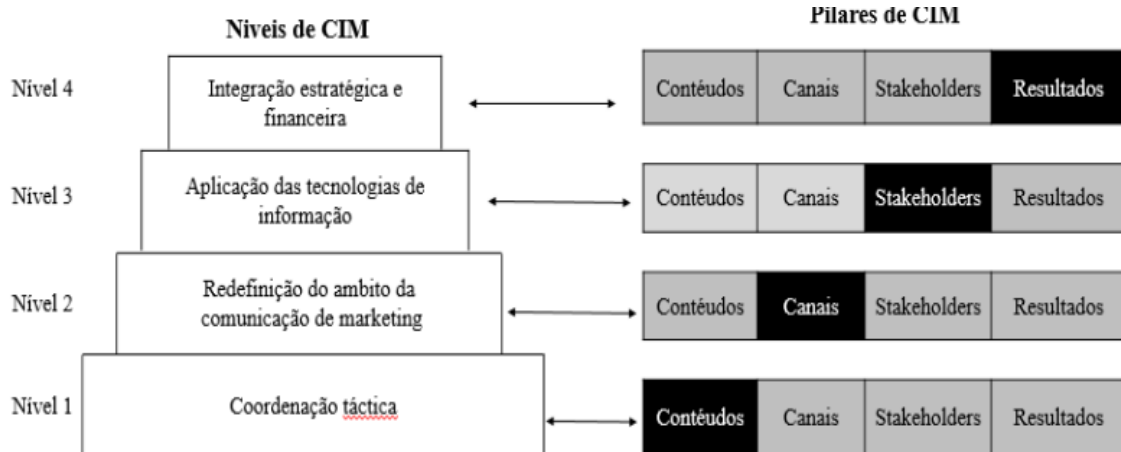 Níveis de CIM
Pilares de CIM
Nível 4
Integração estratégica e
financeira
Contéudos
Canais
Stakeholders
Resultados
Nível 3
Aplicação das tecnologias de
informação
Contéudos
Canais
Stakeholders
Resultados
Nível 2
Redefinição do ambito da
comunicação de marketing
Contéudos
Canais
Stakeholders
Resultados
Nível 1
Coordenação táctica
Contéudos
Canais
Stakeholders
Resultados